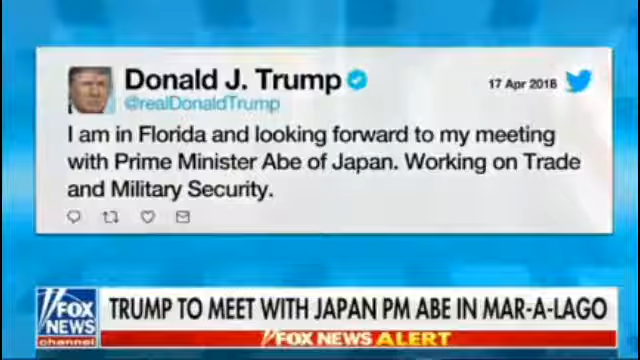 Donald J. Trump
@realDonaldTrump
17 Apr 2018
I am in Florida and looking forward to my meeting
with Prime Minister Abe of Japan. Working on Trade
and Military Security.
FOX
NEWS
channel
TRUMP TO MEET WITH JAPAN PM ABE IN MAR-A-LAGO
FOX NEWS ALERT